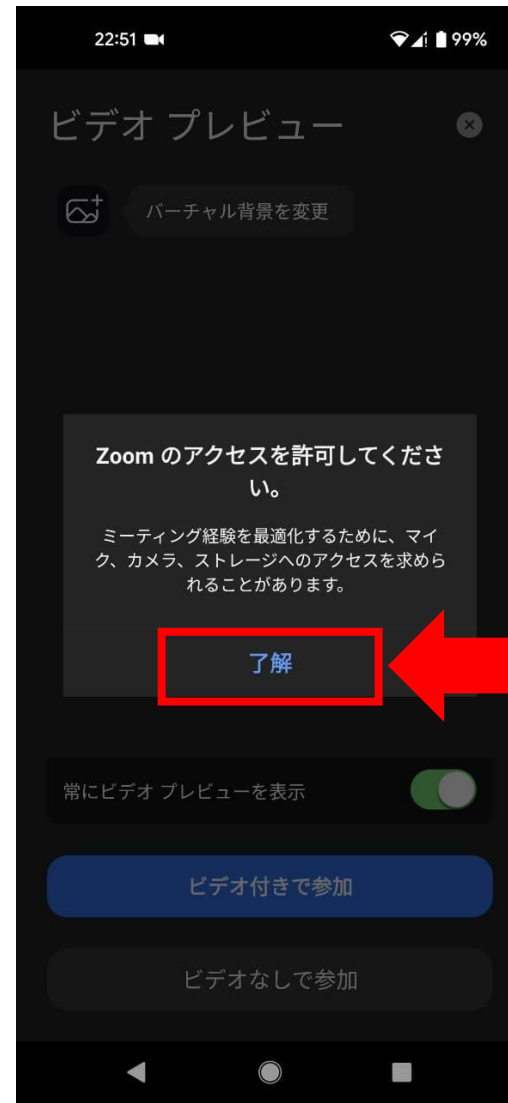 22:51 99%
ビデオ プレビュー
バーチャル背景を変更
Zoom のアクセスを許可してくださ
い。
ミーティング経験を最適化するために、マイ
ク、カメラ、ストレージへのアクセスを求めら
れることがあります。
了解
常にビデオ プレビューを表示
ビデオ付きで参加
ビデオなしで参加